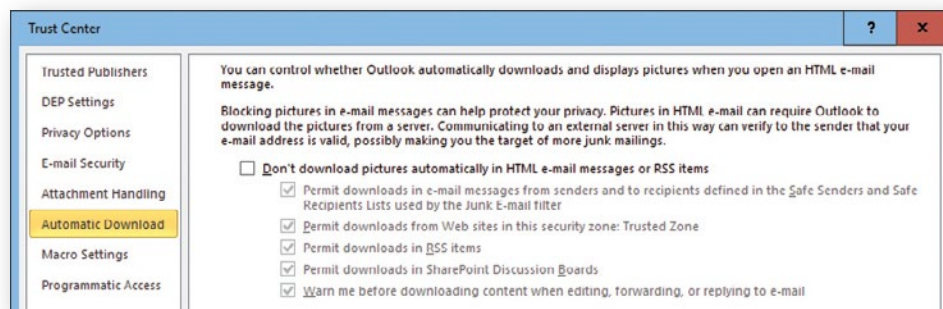 Trust Center
?
x
Trusted Publishers
DEP Settings
Privacy Options
E-mail Security
Attachment Handling
Automatic Download
Macro Settings
Programmatic Access
You can control whether Outlook automatically downloads and displays pictures when you open an HTML e-mail
message.
Blocking pictures in e-mail messages can help protect your privacy. Pictures in HTML e-mail can require Outlook to
download the pictures from a server. Communicating to an external server in this way can verify to the sender that your
e-mail address is valid, possibly making you the target of more junk mailings.
Don't download pictures automatically in HTML e-mail messages or RSS items
Permit downloads in e-mail messages from senders and to recipients defined in the Safe Senders and Safe
Recipients Lists used by the Junk E-mail filter
Permit downloads from Web sites in this security zone: Trusted Zone
Permit downloads in RSS items
Permit downloads in SharePoint Discussion Boards
Warn me before downloading content when editing, forwarding, or replying to e-mail